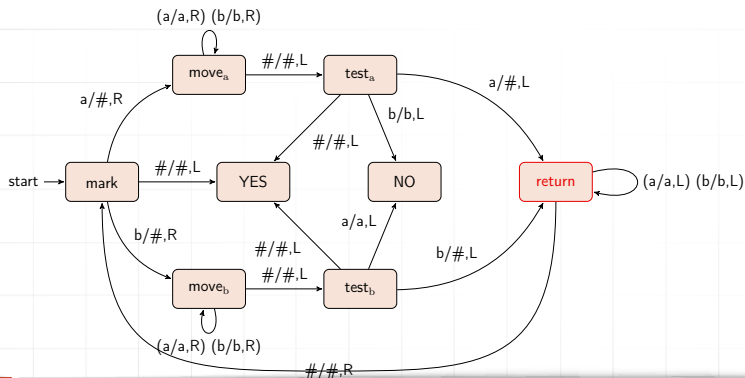 (a/a,R) (b/b,R)
move_a
#/#,L
test_a
a/#,L
a/#,R
b/b,L
#/#,L
start
mark
#/#,L
YES
NO
return
(a/a,L) (b/b,L)
a/a,L
b/#,R
#/#,L
b/#,L
#/#,L
move_b
test_b
(a/a,R) (b/b,R)
#/#,R